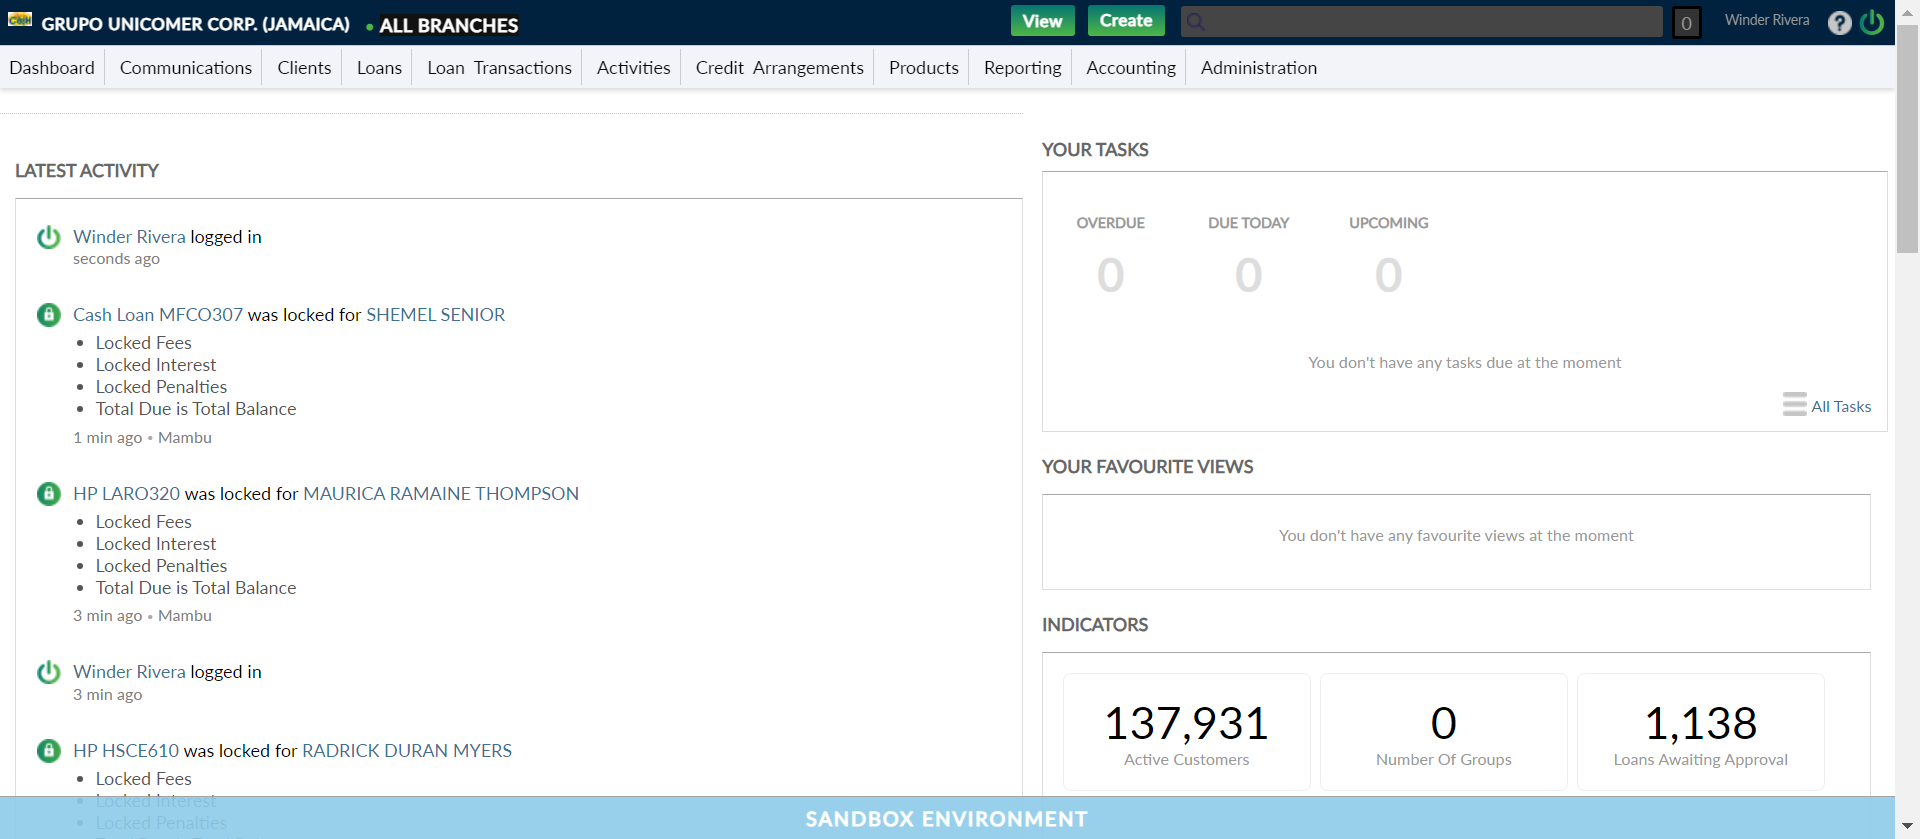 Cash GRUPO UNICOMER CORP. (JAMAICA) • ALL BRANCHES View Create 0 Winder Rivera ?
Dashboard Communications Clients Loans Loan Transactions Activities Credit Arrangements Products Reporting Accounting Administration
LATEST ACTIVITY
Winder Rivera logged in
seconds ago
Cash Loan MFCO307 was locked for SHEMEL SENIOR
• Locked Fees
• Locked Interest
• Locked Penalties
• Total Due is Total Balance
1 min ago • Mambu
HP LARO320 was locked for MAURICA RAMAINE THOMPSON
• Locked Fees
• Locked Interest
• Locked Penalties
• Total Due is Total Balance
3 min ago • Mambu
Winder Rivera logged in
3 min ago
HP HSCE610 was locked for RADRICK DURAN MYERS
• Locked Fees
• Locked Interest
• Locked Penalties
YOUR TASKS
OVERDUE DUE TODAY UPCOMING
0 0 0
You don't have any tasks due at the moment
All Tasks
YOUR FAVOURITE VIEWS
You don't have any favourite views at the moment
INDICATORS
137,931 0 1,138
Active Customers Number Of Groups Loans Awaiting Approval
SANDBOX ENVIRONMENT